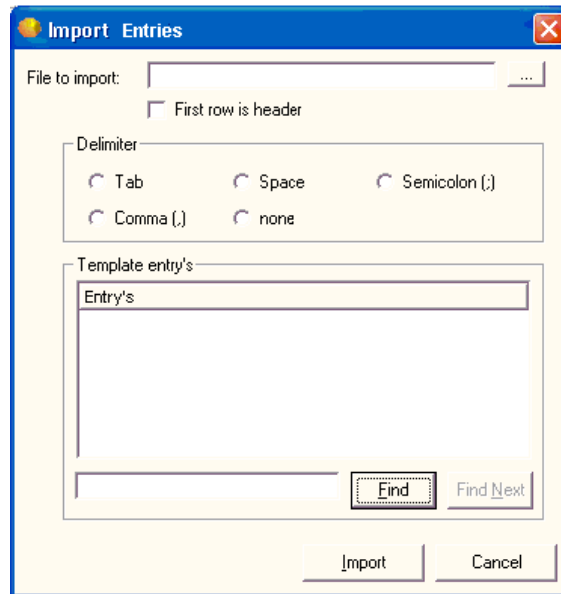 Import Entries
File to import:
...
First row is header
Delimiter
Tab Space Semicolon (;)
Comma (,) none
Template entry's
Entry's
Find Find Next
Import Cancel